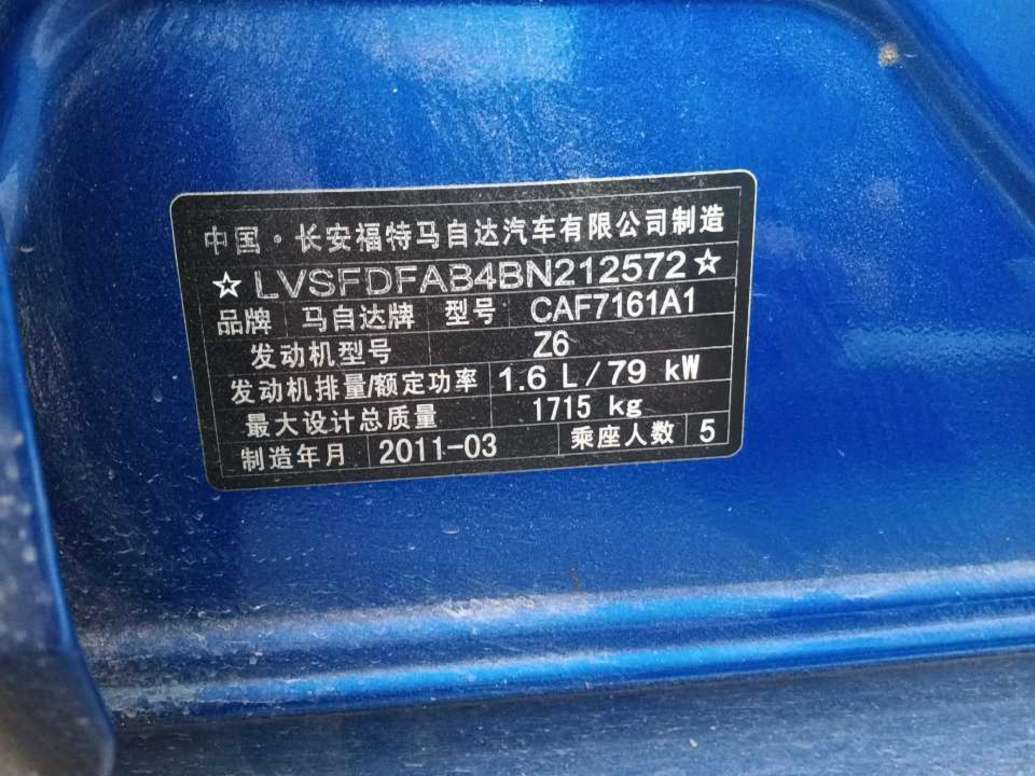 中国·长安福特马自达汽车有限公司制造
☆LVSFDFAB4BN212572☆
品牌 马自达牌 型号 CAF7161A1
发动机型号 Z6
发动机排量/额定功率 1.6 L/79 kW
最大设计总质量 1715 kg
制造年月 2011-03 乘座人数 5